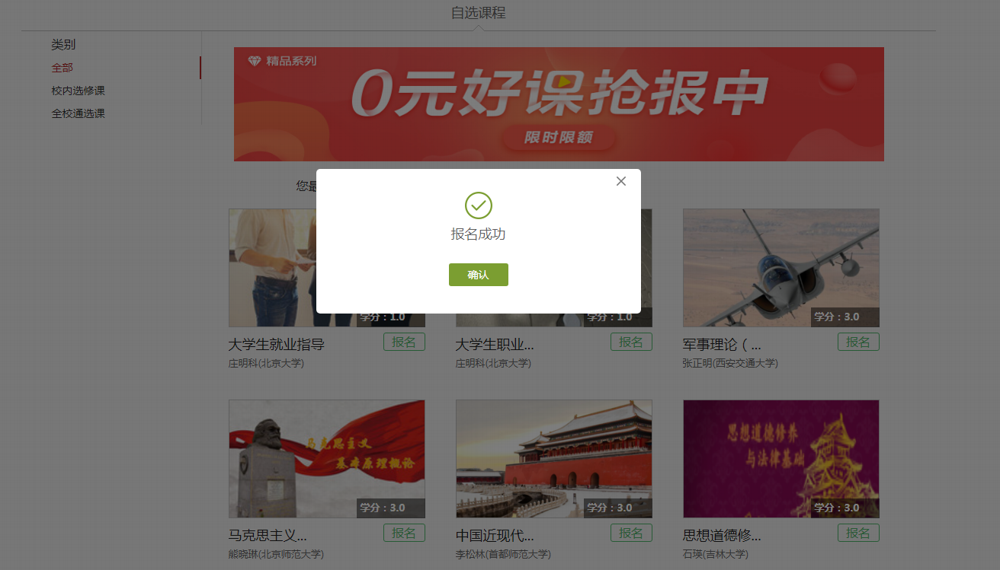 自选课程
类别
全部
校内选修课
全校通选课
精品系列
0元好课抢报中
限时限额
您最
报名成功
确认
学分：1.0
学分：1.0
学分：3.0
大学生就业指导
报名
大学生职业...
报名
军事理论（...
报名
庄明科(北京大学)
庄明科(北京大学)
张正明(西安交通大学)
马克思主义
基本原理概论
思想道德修养
与法律基础
学分：3.0
学分：3.0
学分：3.0
马克思主义...
报名
中国近现代...
报名
思想道德修...
报名
熊晓琳(北京师范大学)
李松林(首都师范大学)
石瑛(吉林大学)